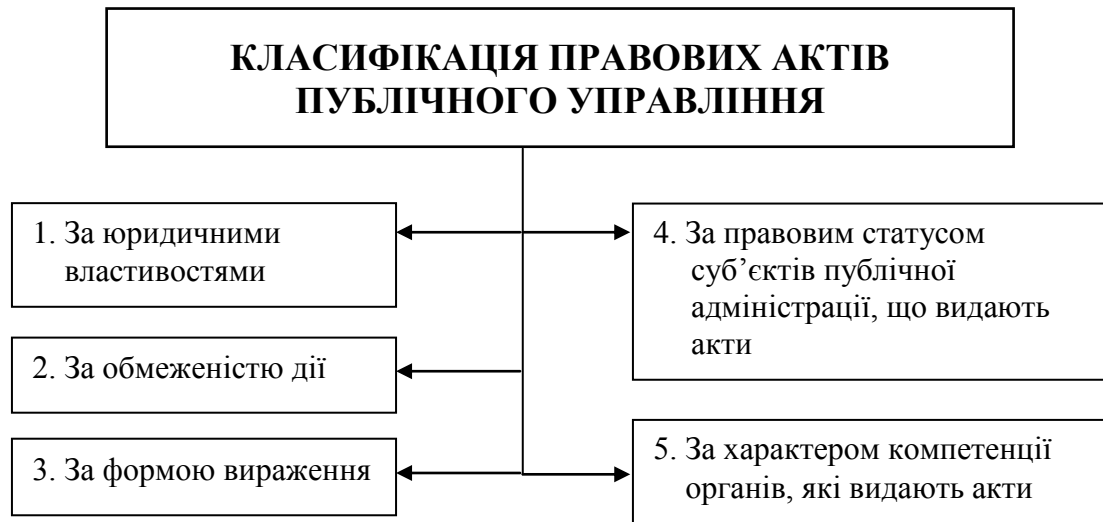 КЛАСИФІКАЦІЯ ПРАВОВИХ АКТІВ
ПУБЛІЧНОГО УПРАВЛІННЯ
1. За юридичними
властивостями
2. За обмеженістю дії
3. За формою вираження
4. За правовим статусом
суб’єктів публічної
адміністрації, що видають
акти
5. За характером компетенції
органів, які видають акти